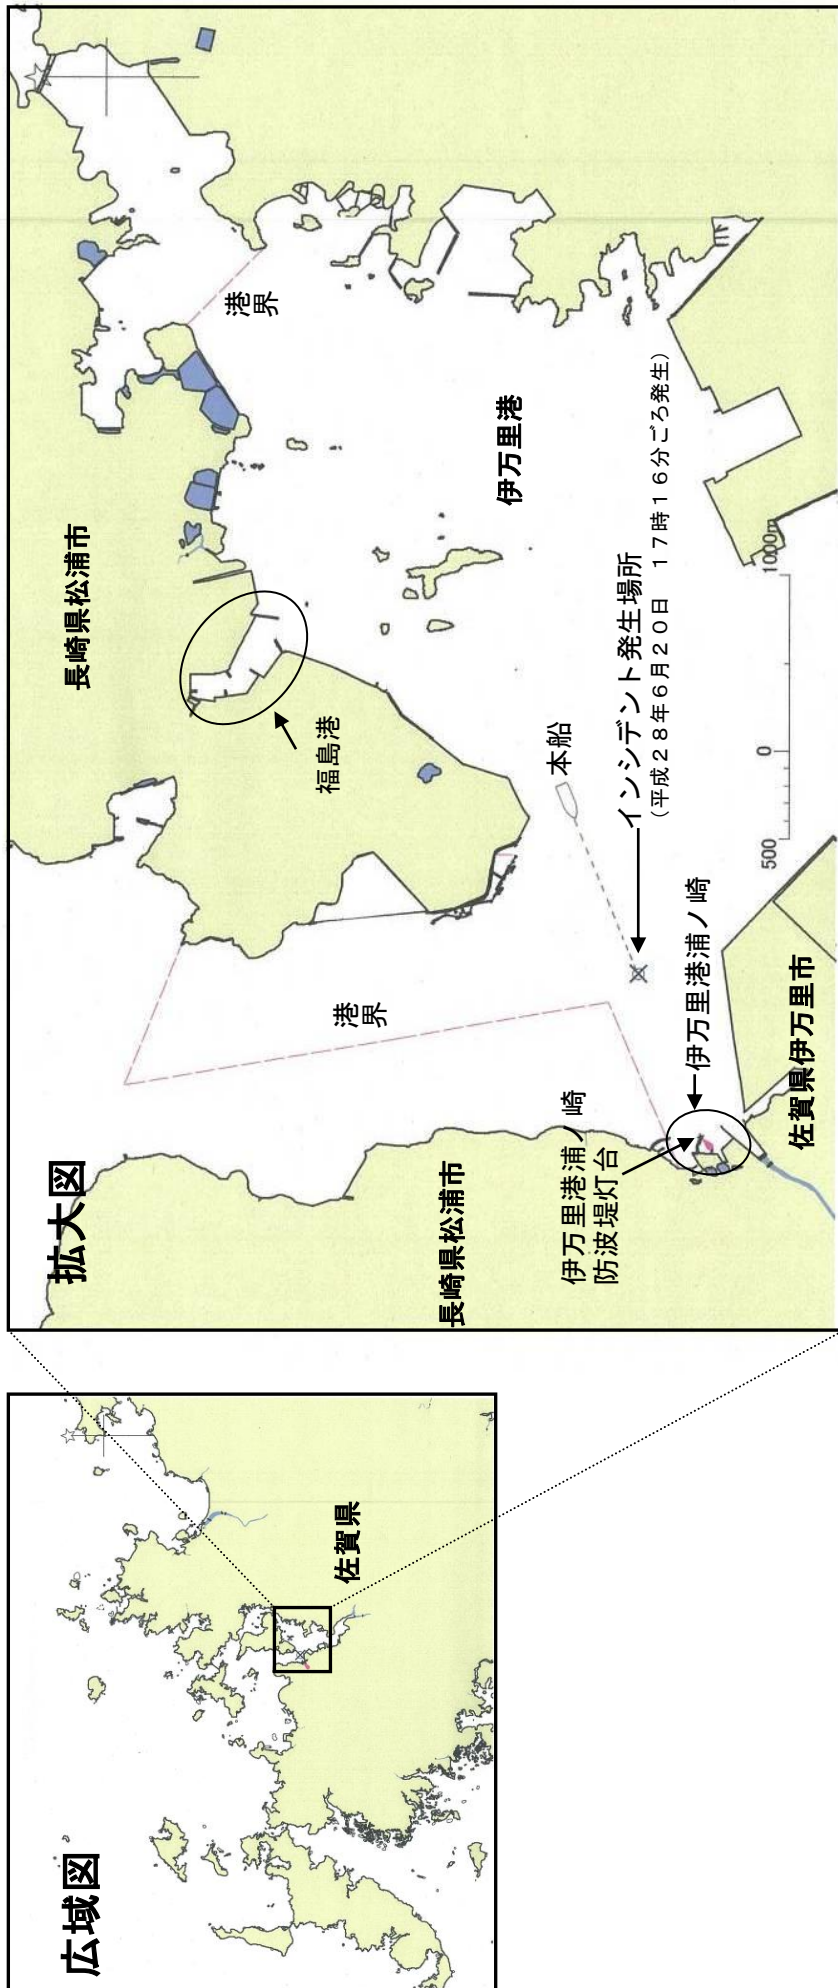 広域図
佐賀県
拡大図
長崎県松浦市
港界
福島港
伊万里港
港界
本船
インシデント発生場所
（平成２８年６月２０日　１７時１６分ごろ発生）
長崎県松浦市
伊万里港浦ノ崎
防波堤灯台
伊万里港浦ノ崎
佐賀県伊万里市
500
0
1000m